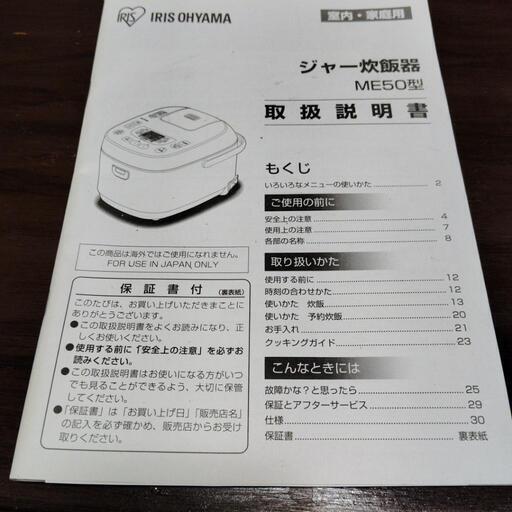 IRIS
IRIS OHYAMA
室内・家庭用
ジャー炊飯器
ME50型
取扱説明書
この商品は海外ではご使用になれません。
FOR USE IN JAPAN ONLY
保証書付 (裏表紙)
このたびは、お買い上げいただきまことに
ありがとうございます。
●この取扱説明書をよくお読みになり、正
しくお使いください。
●使用する前に「安全上の注意」を必ずお
読みください。
●この取扱説明書はお使いになる方がいつ
でも見ることができるよう、大切に保管
してください。
●「保証書」は「お買い上げ日」「販売店名」
の記入を必ず確かめ、販売店からお受け
取りください。
もくじ
いろいろなメニューの使いかた 2
ご使用の前に
安全上の注意 4
使用上の注意 7
各部の名称 8
取り扱いかた
使用する前に 12
時刻の合わせかた 12
使いかた 炊飯 13
使いかた 予約炊飯 20
お手入れ 21
クッキングガイド 23
こんなときには
故障かな?と思ったら 25
保証とアフターサービス 29
仕様 30
保証書 裏表紙